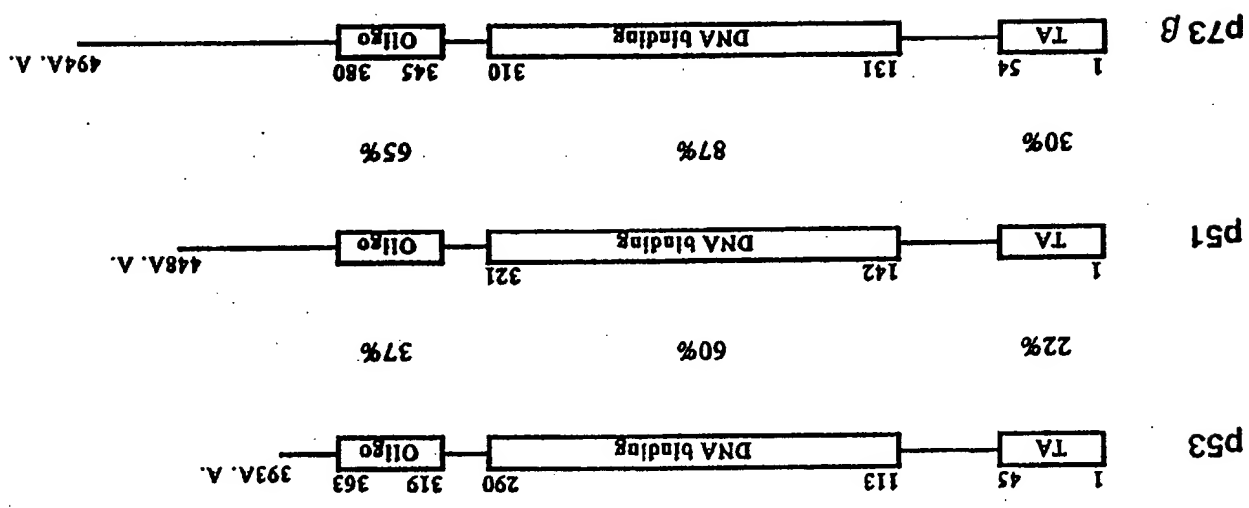 1 45 113 290 319 363 393A. A.
p53 TA DNA binding Oligo
22% 60% 37%
1 142 321 448A. A.
p51 TA DNA binding Oligo
30% 87% 65%
1 54 131 310 345 380 494A. A.
p73 β TA DNA binding Oligo